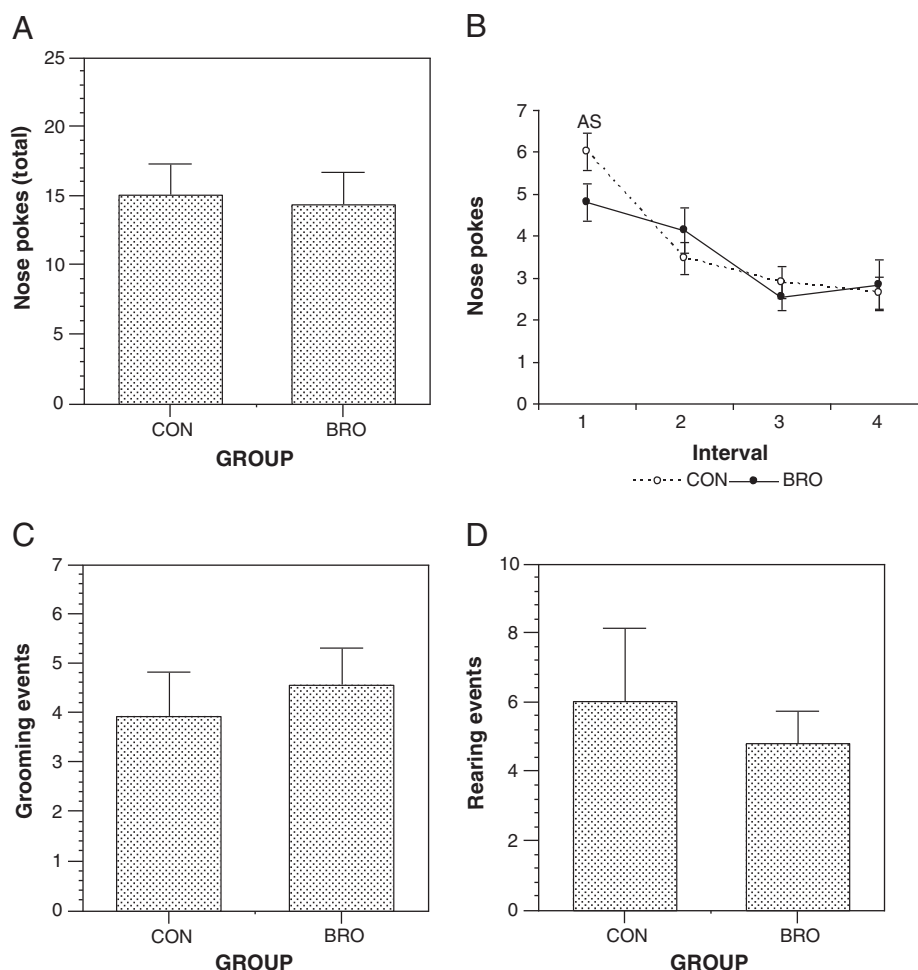 A
25
20
15
10
5
0
Nose pokes (total)
CON BRO
GROUP
B
7
6
5
4
3
2
1
0
Nose pokes
AS
1 2 3 4
Interval
CON BRO
C
7
6
5
4
3
2
1
0
Grooming events
CON BRO
GROUP
D
10
8
6
4
2
0
Rearing events
CON BRO
GROUP